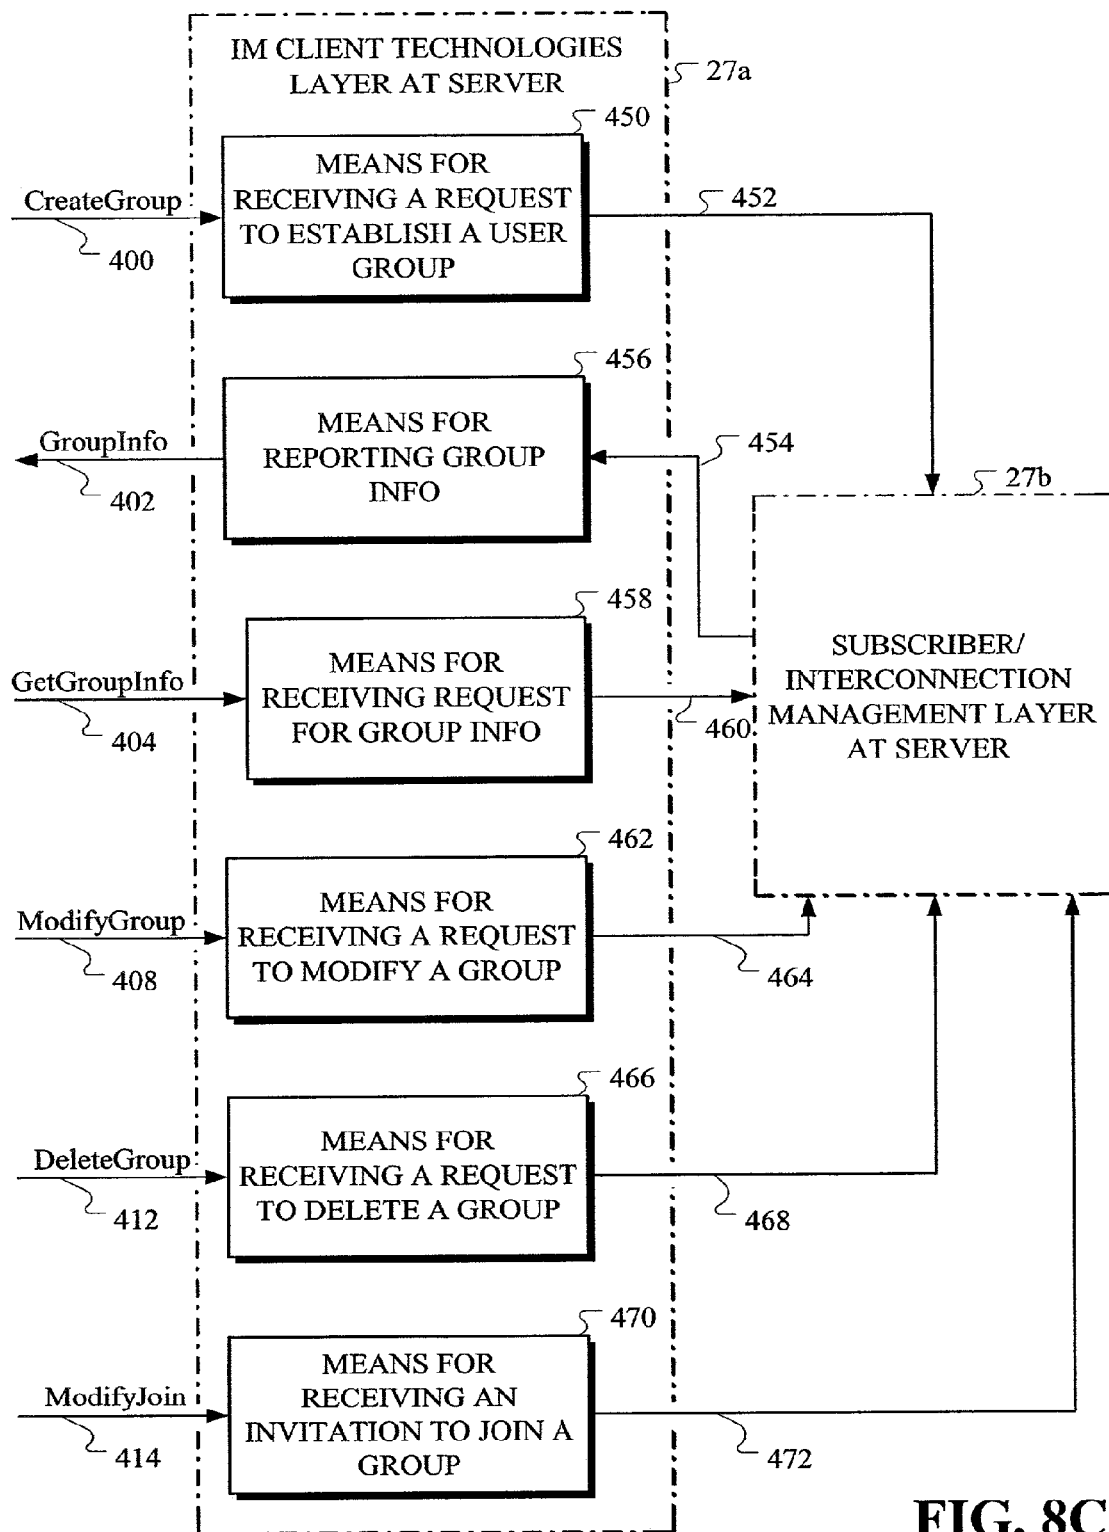 IM CLIENT TECHNOLOGIES
LAYER AT SERVER
27a
450
MEANS FOR
RECEIVING A REQUEST
TO ESTABLISH A USER
GROUP
CreateGroup
400
452
456
MEANS FOR
REPORTING GROUP
INFO
GroupInfo
402
454
27b
458
MEANS FOR
RECEIVING REQUEST
FOR GROUP INFO
GetGroupInfo
404
460
SUBSCRIBER/
INTERCONNECTION
MANAGEMENT LAYER
AT SERVER
462
MEANS FOR
RECEIVING A REQUEST
TO MODIFY A GROUP
ModifyGroup
408
464
466
MEANS FOR
RECEIVING A REQUEST
TO DELETE A GROUP
DeleteGroup
412
468
470
MEANS FOR
RECEIVING AN
INVITATION TO JOIN A
GROUP
ModifyJoin
414
472
FIG. 8C